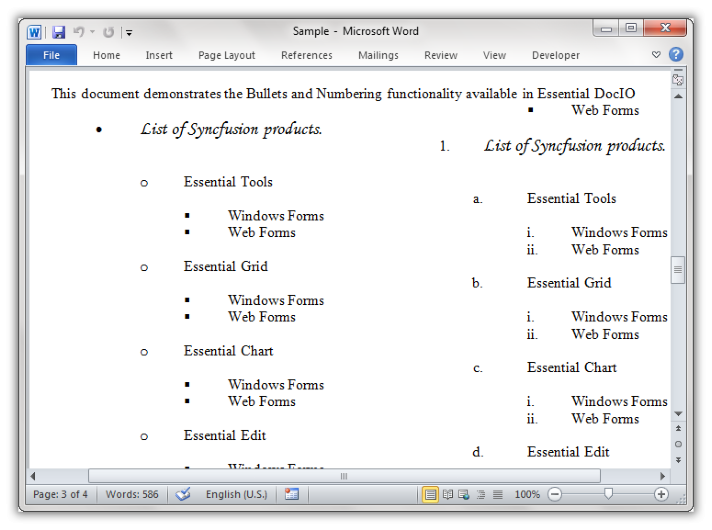 Sample - Microsoft Word
File Home Insert Page Layout References Mailings Review View Developer
This document demonstrates the Bullets and Numbering functionality available in Essential DocIO
• List of Syncfusion products.
o Essential Tools
▪ Windows Forms
▪ Web Forms
o Essential Grid
▪ Windows Forms
▪ Web Forms
o Essential Chart
▪ Windows Forms
▪ Web Forms
o Essential Edit
▪ Windows Forms
▪ Web Forms
1. List of Syncfusion products.
a. Essential Tools
i. Windows Forms
ii. Web Forms
b. Essential Grid
i. Windows Forms
ii. Web Forms
c. Essential Chart
i. Windows Forms
ii. Web Forms
d. Essential Edit
Page: 3 of 4 Words: 586 English (U.S.) 100%